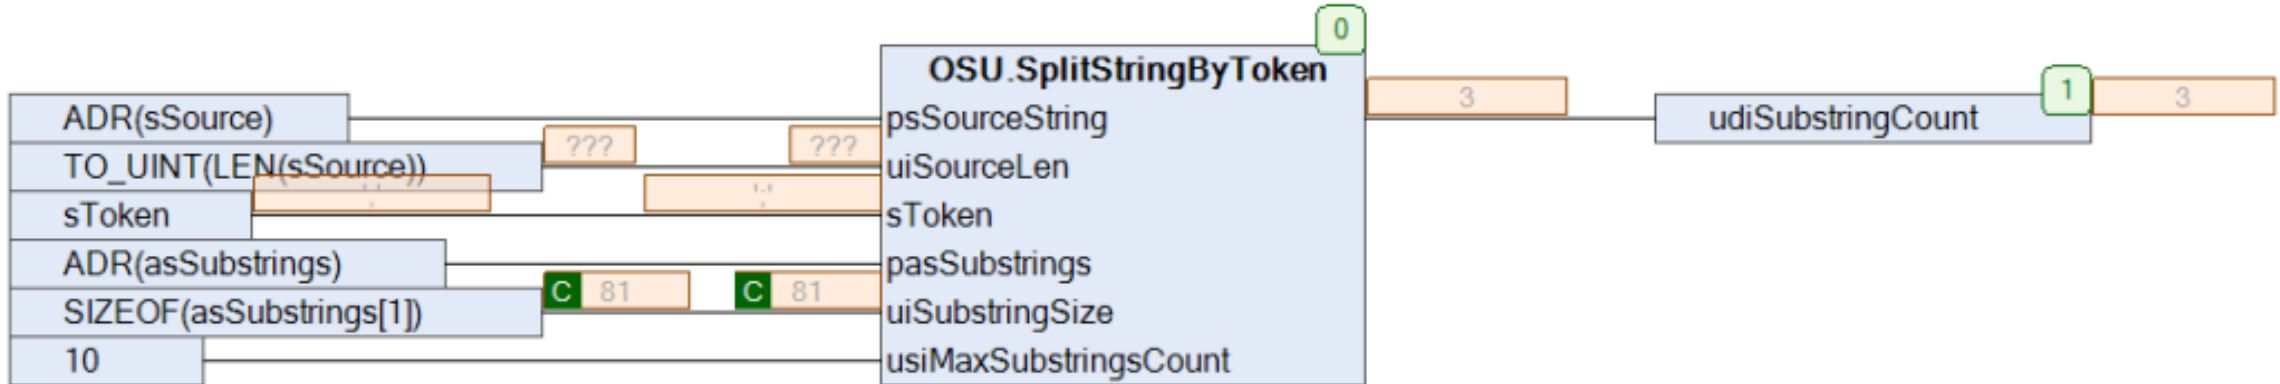 0
OSU.SplitStringByToken
3
1
3
ADR(sSource)
psSourceString
udiSubstringCount
???
???
TO_UINT(LEN(sSource))
uiSourceLen
';'
sToken
sToken
ADR(asSubstrings)
pasSubstrings
C 81
C 81
SIZEOF(asSubstrings[1])
uiSubstringSize
10
usiMaxSubstringsCount